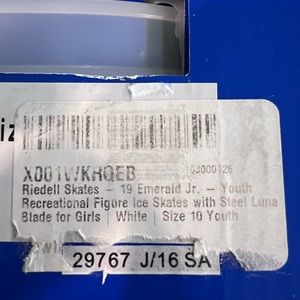 X001WKHQEB
Riedell Skates - 19 Emerald Jr. - Youth
Recreational Figure Ice Skates with Steel Luna
Blade for Girls | White | Size 10 Youth
29767 J/16 SA